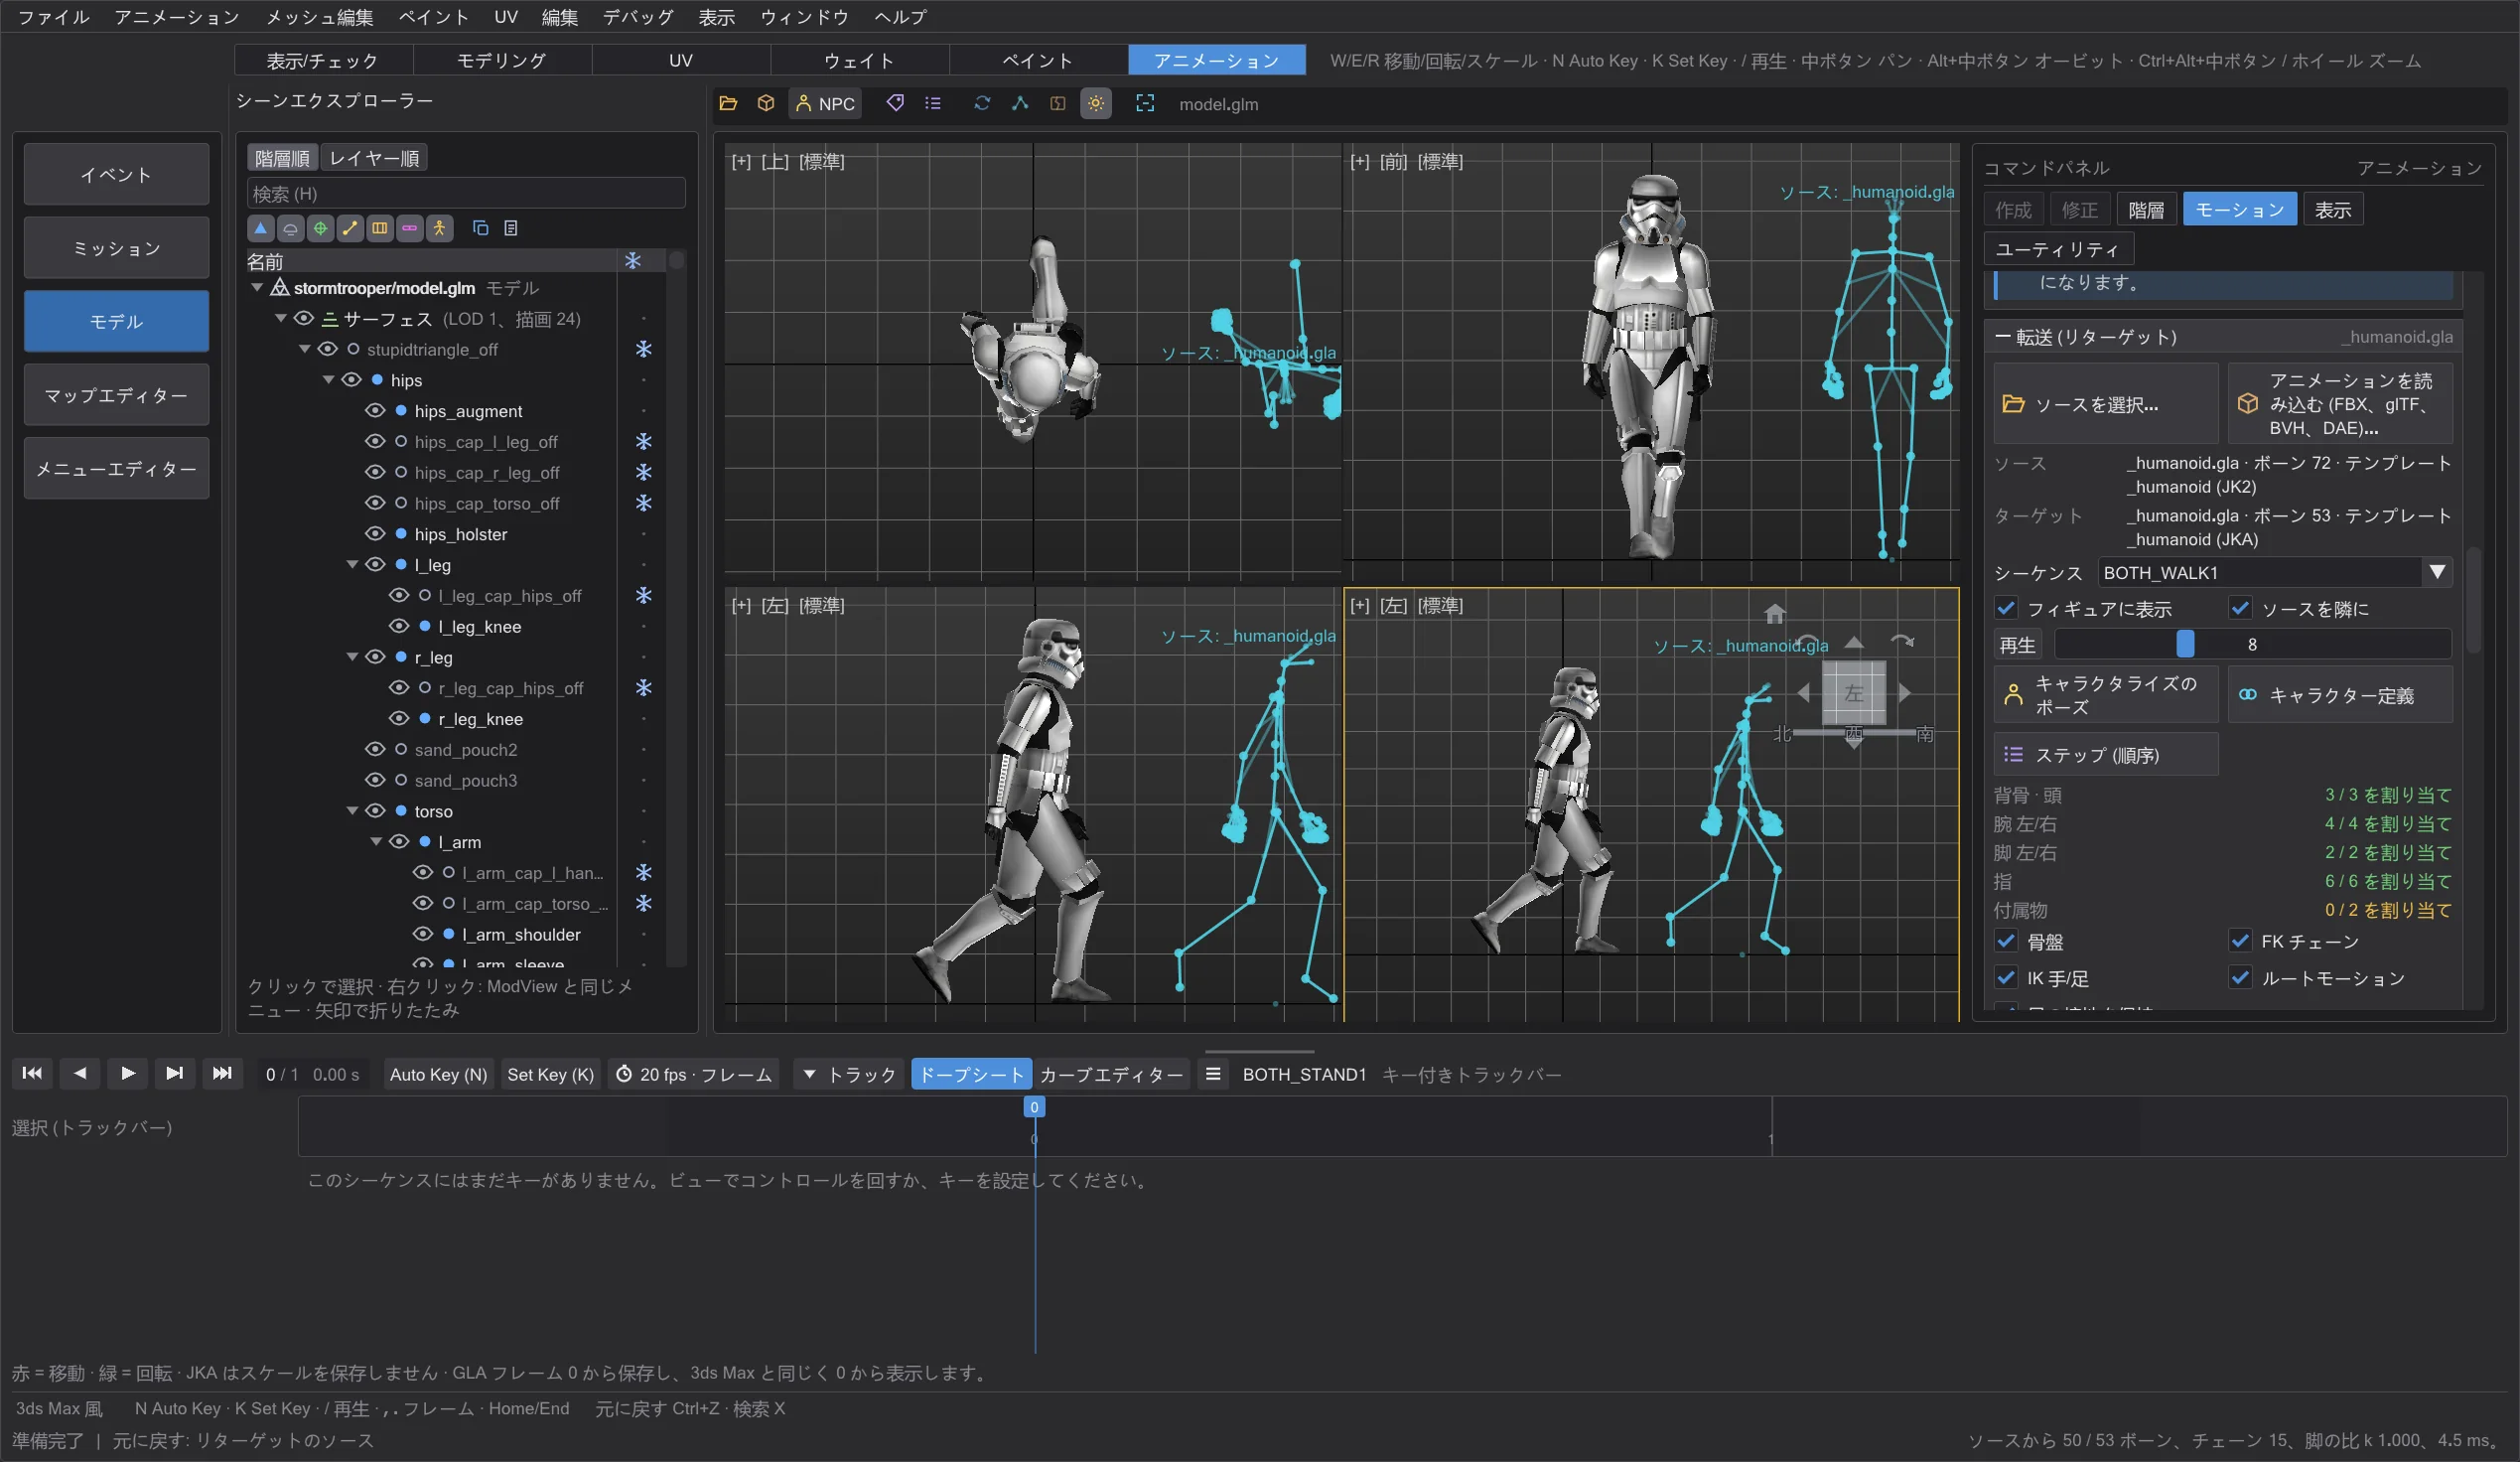 ファイル アニメーション メッシュ編集 ペイント UV 編集 デバッグ 表示 ウィンドウ ヘルプ
表示/チェック モデリング UV ウェイト ペイント アニメーション W/E/R 移動/回転/スケール · N Auto Key · K Set Key · / 再生 · 中ボタン パン · Alt+中ボタン オービット · Ctrl+Alt+中ボタン / ホイール ズーム
イベント
ミッション
モデル
マップエディター
メニューエディター
シーンエクスプローラー
階層順 レイヤー順
検索 (H)
名前
stormtrooper/model.glm モデル
サーフェス (LOD 1、描画 24)
stupidtriangle_off
hips
hips_augment
hips_cap_l_leg_off
hips_cap_r_leg_off
hips_cap_torso_off
hips_holster
l_leg
l_leg_cap_hips_off
l_leg_knee
r_leg
r_leg_cap_hips_off
r_leg_knee
sand_pouch2
sand_pouch3
torso
l_arm
l_arm_cap_l_han...
l_arm_cap_torso_...
l_arm_shoulder
l_arm_sleeve
クリックで選択 · 右クリック: ModView と同じメ
ニュー · 矢印で折りたたみ
NPC model.glm
[+] [上] [標準]
ソース: _humanoid.gla
[+] [前] [標準]
ソース: _humanoid.gla
[+] [左] [標準]
ソース: _humanoid.gla
[+] [左] [標準]
ソース: _humanoid.gla
左
北 西 南
コマンドパネル アニメーション
作成 修正 階層 モーション 表示
ユーティリティ
になります。
転送 (リターゲット) _humanoid.gla
ソースを選択...
アニメーションを読
み込む (FBX、glTF、
BVH、DAE)...
ソース _humanoid.gla · ボーン 72 · テンプレート
_humanoid (JK2)
ターゲット _humanoid.gla · ボーン 53 · テンプレート
_humanoid (JKA)
シーケンス BOTH_WALK1
フィギュアに表示 ソースを隣に
再生 8
キャラクタライズの
ポーズ
キャラクター定義
ステップ (順序)
背骨 · 頭 3 / 3 を割り当て
腕 左/右 4 / 4 を割り当て
脚 左/右 2 / 2 を割り当て
指 6 / 6 を割り当て
付属物 0 / 2 を割り当て
骨盤 FK チェーン
IK 手/足 ルートモーション
0 / 1 0.00 s Auto Key (N) Set Key (K) 20 fps · フレーム トラック ドープシート カーブエディター BOTH_STAND1 キー付きトラックバー
選択 (トラックバー)
0
0 1
このシーケンスにはまだキーがありません。ビューでコントロールを回すか、キーを設定してください。
赤 = 移動 · 緑 = 回転 · JKA はスケールを保存しません · GLA フレーム 0 から保存し、3ds Max と同じく 0 から表示します。
3ds Max 風 N Auto Key · K Set Key · / 再生 · , . フレーム · Home/End 元に戻す Ctrl+Z · 検索 X
準備完了 | 元に戻す: リターゲットのソース
ソースから 50 / 53 ボーン、チェーン 15、脚の比 k 1.000、4.5 ms。